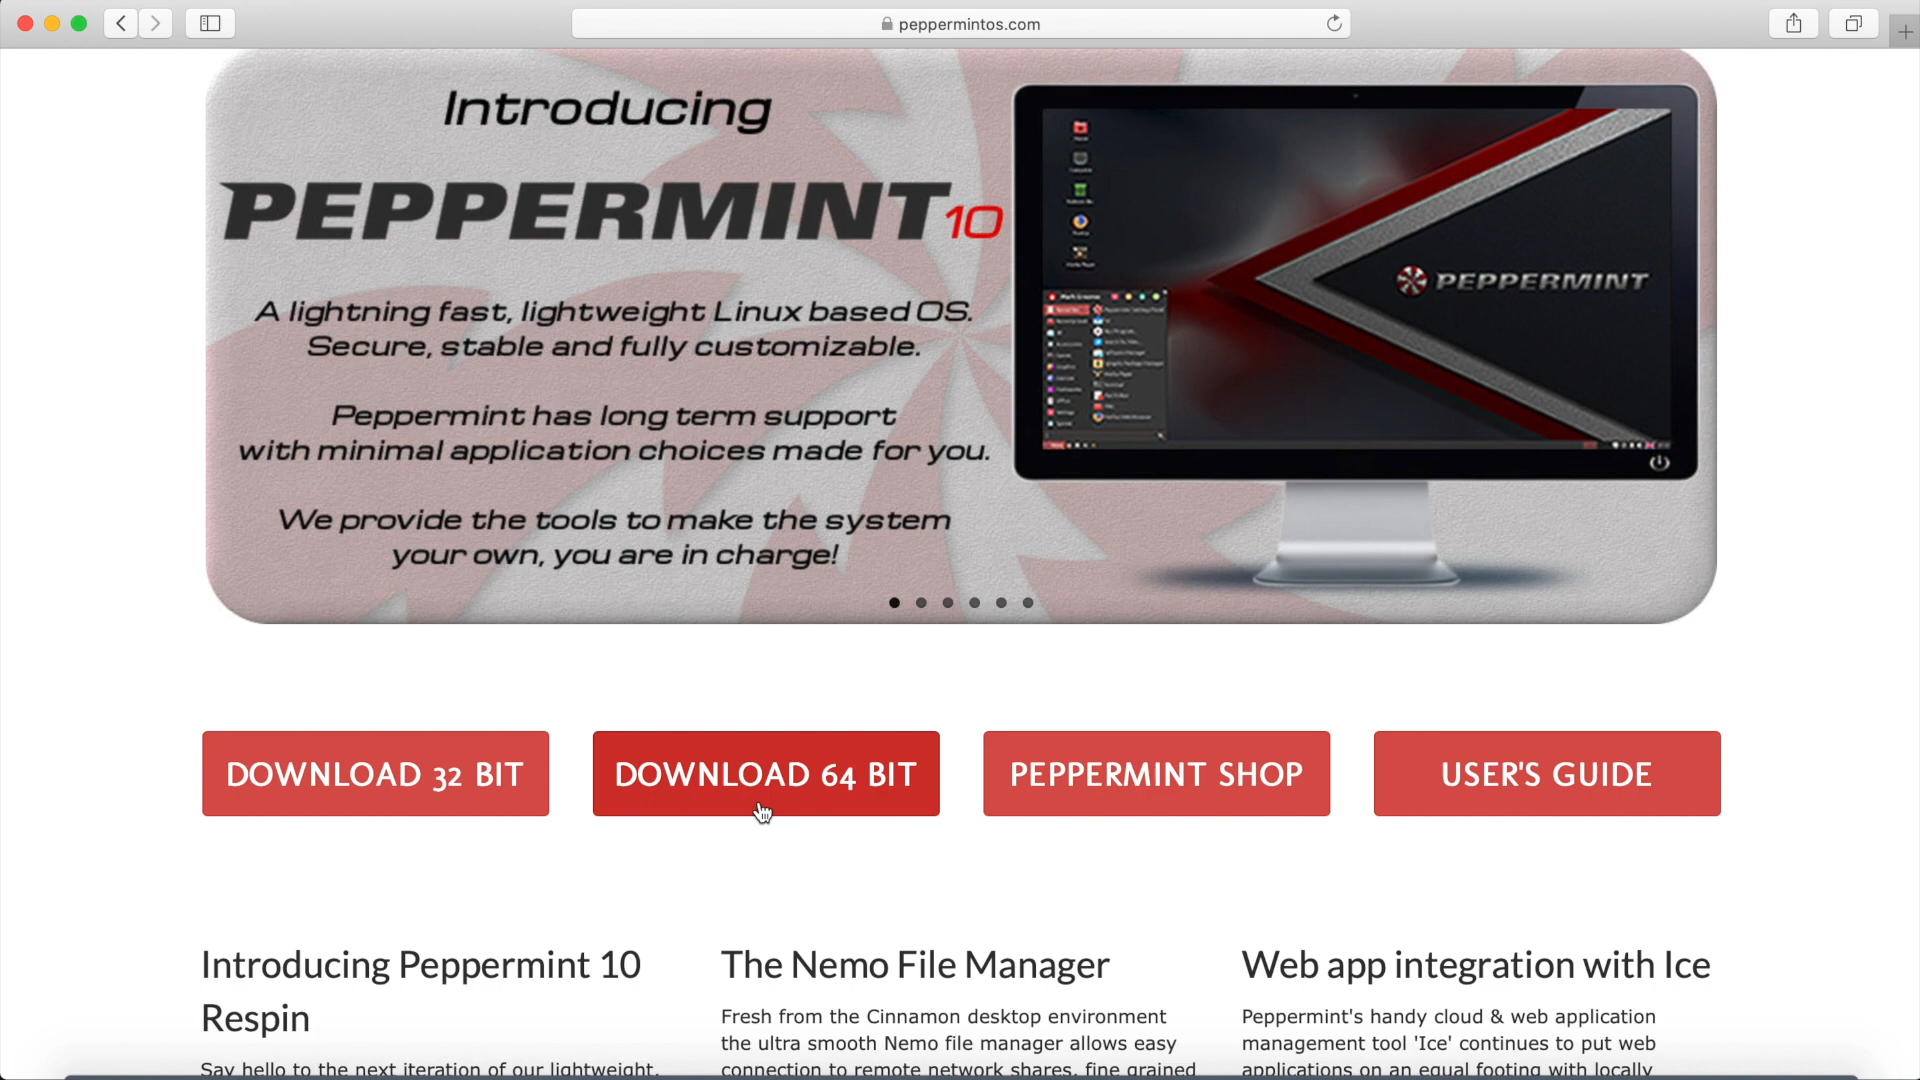 peppermintos.com
Introducing
PEPPERMINT10
A lightning fast, lightweight Linux based OS.
Secure, stable and fully customizable.
Peppermint has long term support
with minimal application choices made for you.
We provide the tools to make the system
your own, you are in charge!
PEPPERMINT
DOWNLOAD 32 BIT
DOWNLOAD 64 BIT
PEPPERMINT SHOP
USER'S GUIDE
Introducing Peppermint 10
Respin
Say hello to the next iteration of our lightweight,
The Nemo File Manager
Fresh from the Cinnamon desktop environment
the ultra smooth Nemo file manager allows easy
connection to remote network shares, fine grained
Web app integration with Ice
Peppermint's handy cloud & web application
management tool 'Ice' continues to put web
applications on an equal footing with locally